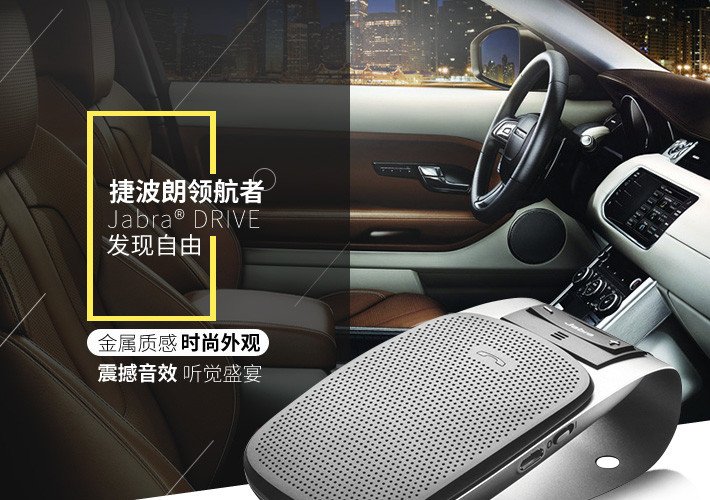 捷波朗领航者
Jabra® DRIVE
发现自由
金属质感 时尚外观
震撼音效 听觉盛宴
Jabra